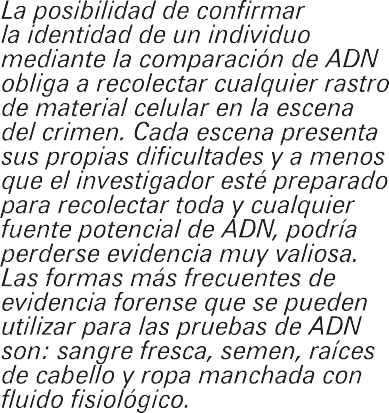 La posibilidad de confirmar
la identidad de un individuo
mediante la comparación de ADN
obliga a recolectar cualquier rastro
de material celular en la escena
del crimen. Cada escena presenta
sus propias dificultades y a menos
que el investigador esté preparado
para recolectar toda y cualquier
fuente potencial de ADN, podría
perderse evidencia muy valiosa.
Las formas más frecuentes de
evidencia forense que se pueden
utilizar para las pruebas de ADN
son: sangre fresca, semen, raíces
de cabello y ropa manchada con
fluido fisiológico.